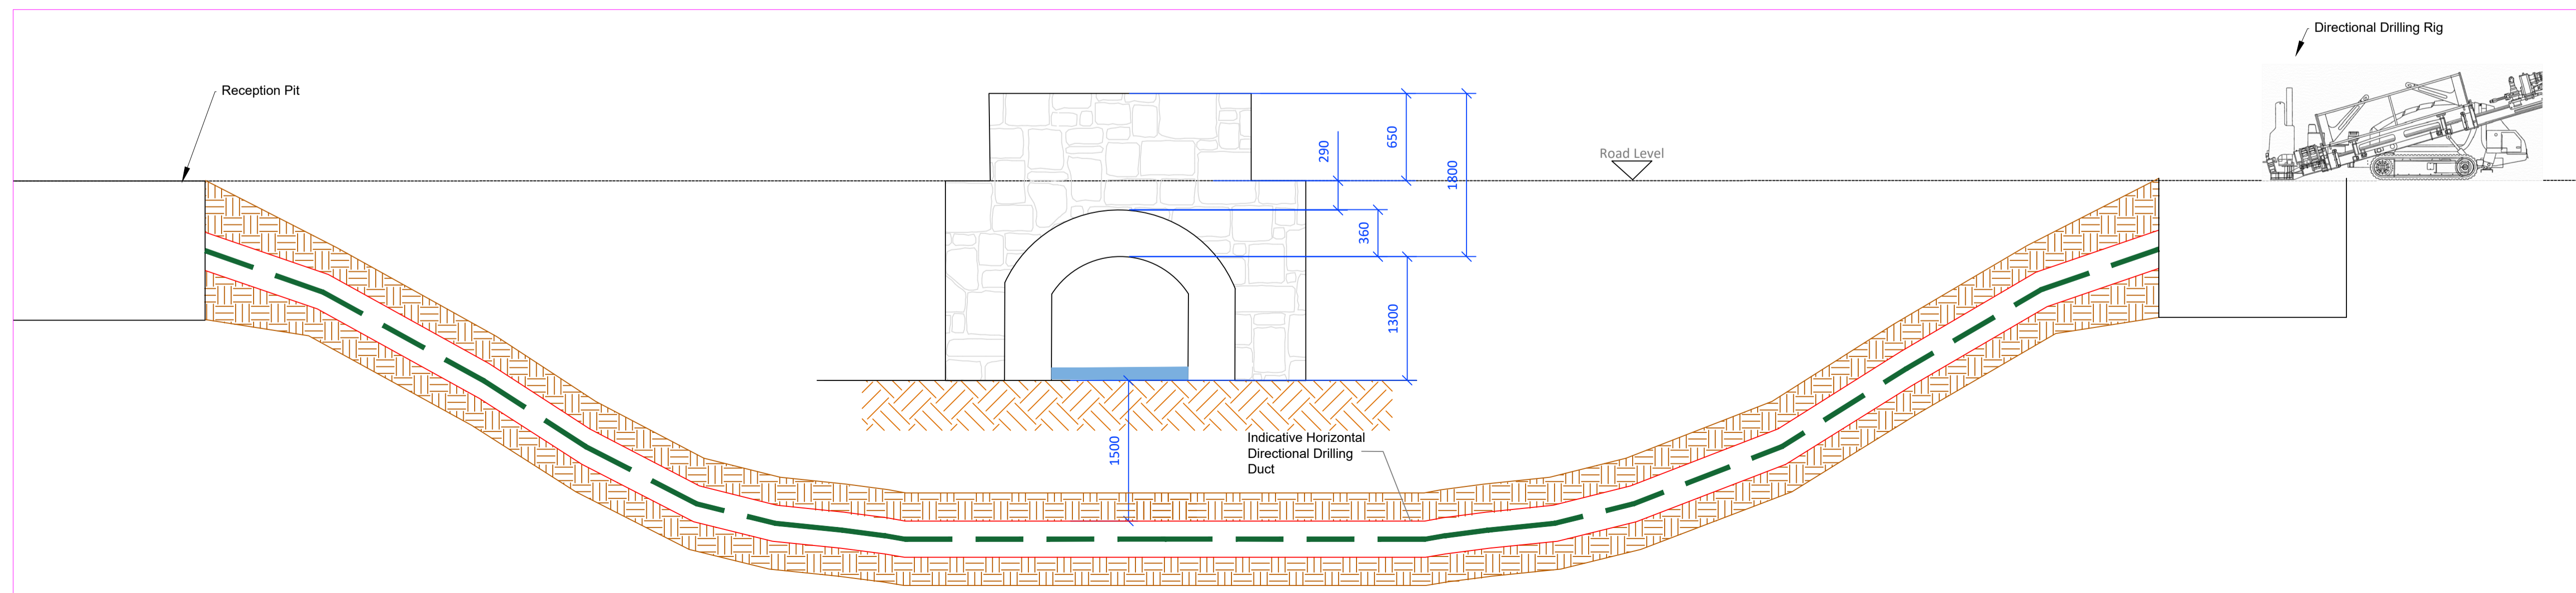 Directional Drilling Rig
Reception Pit
650
290
1800
Road Level
360
1300
1500
Indicative Horizontal
Directional Drilling
Duct